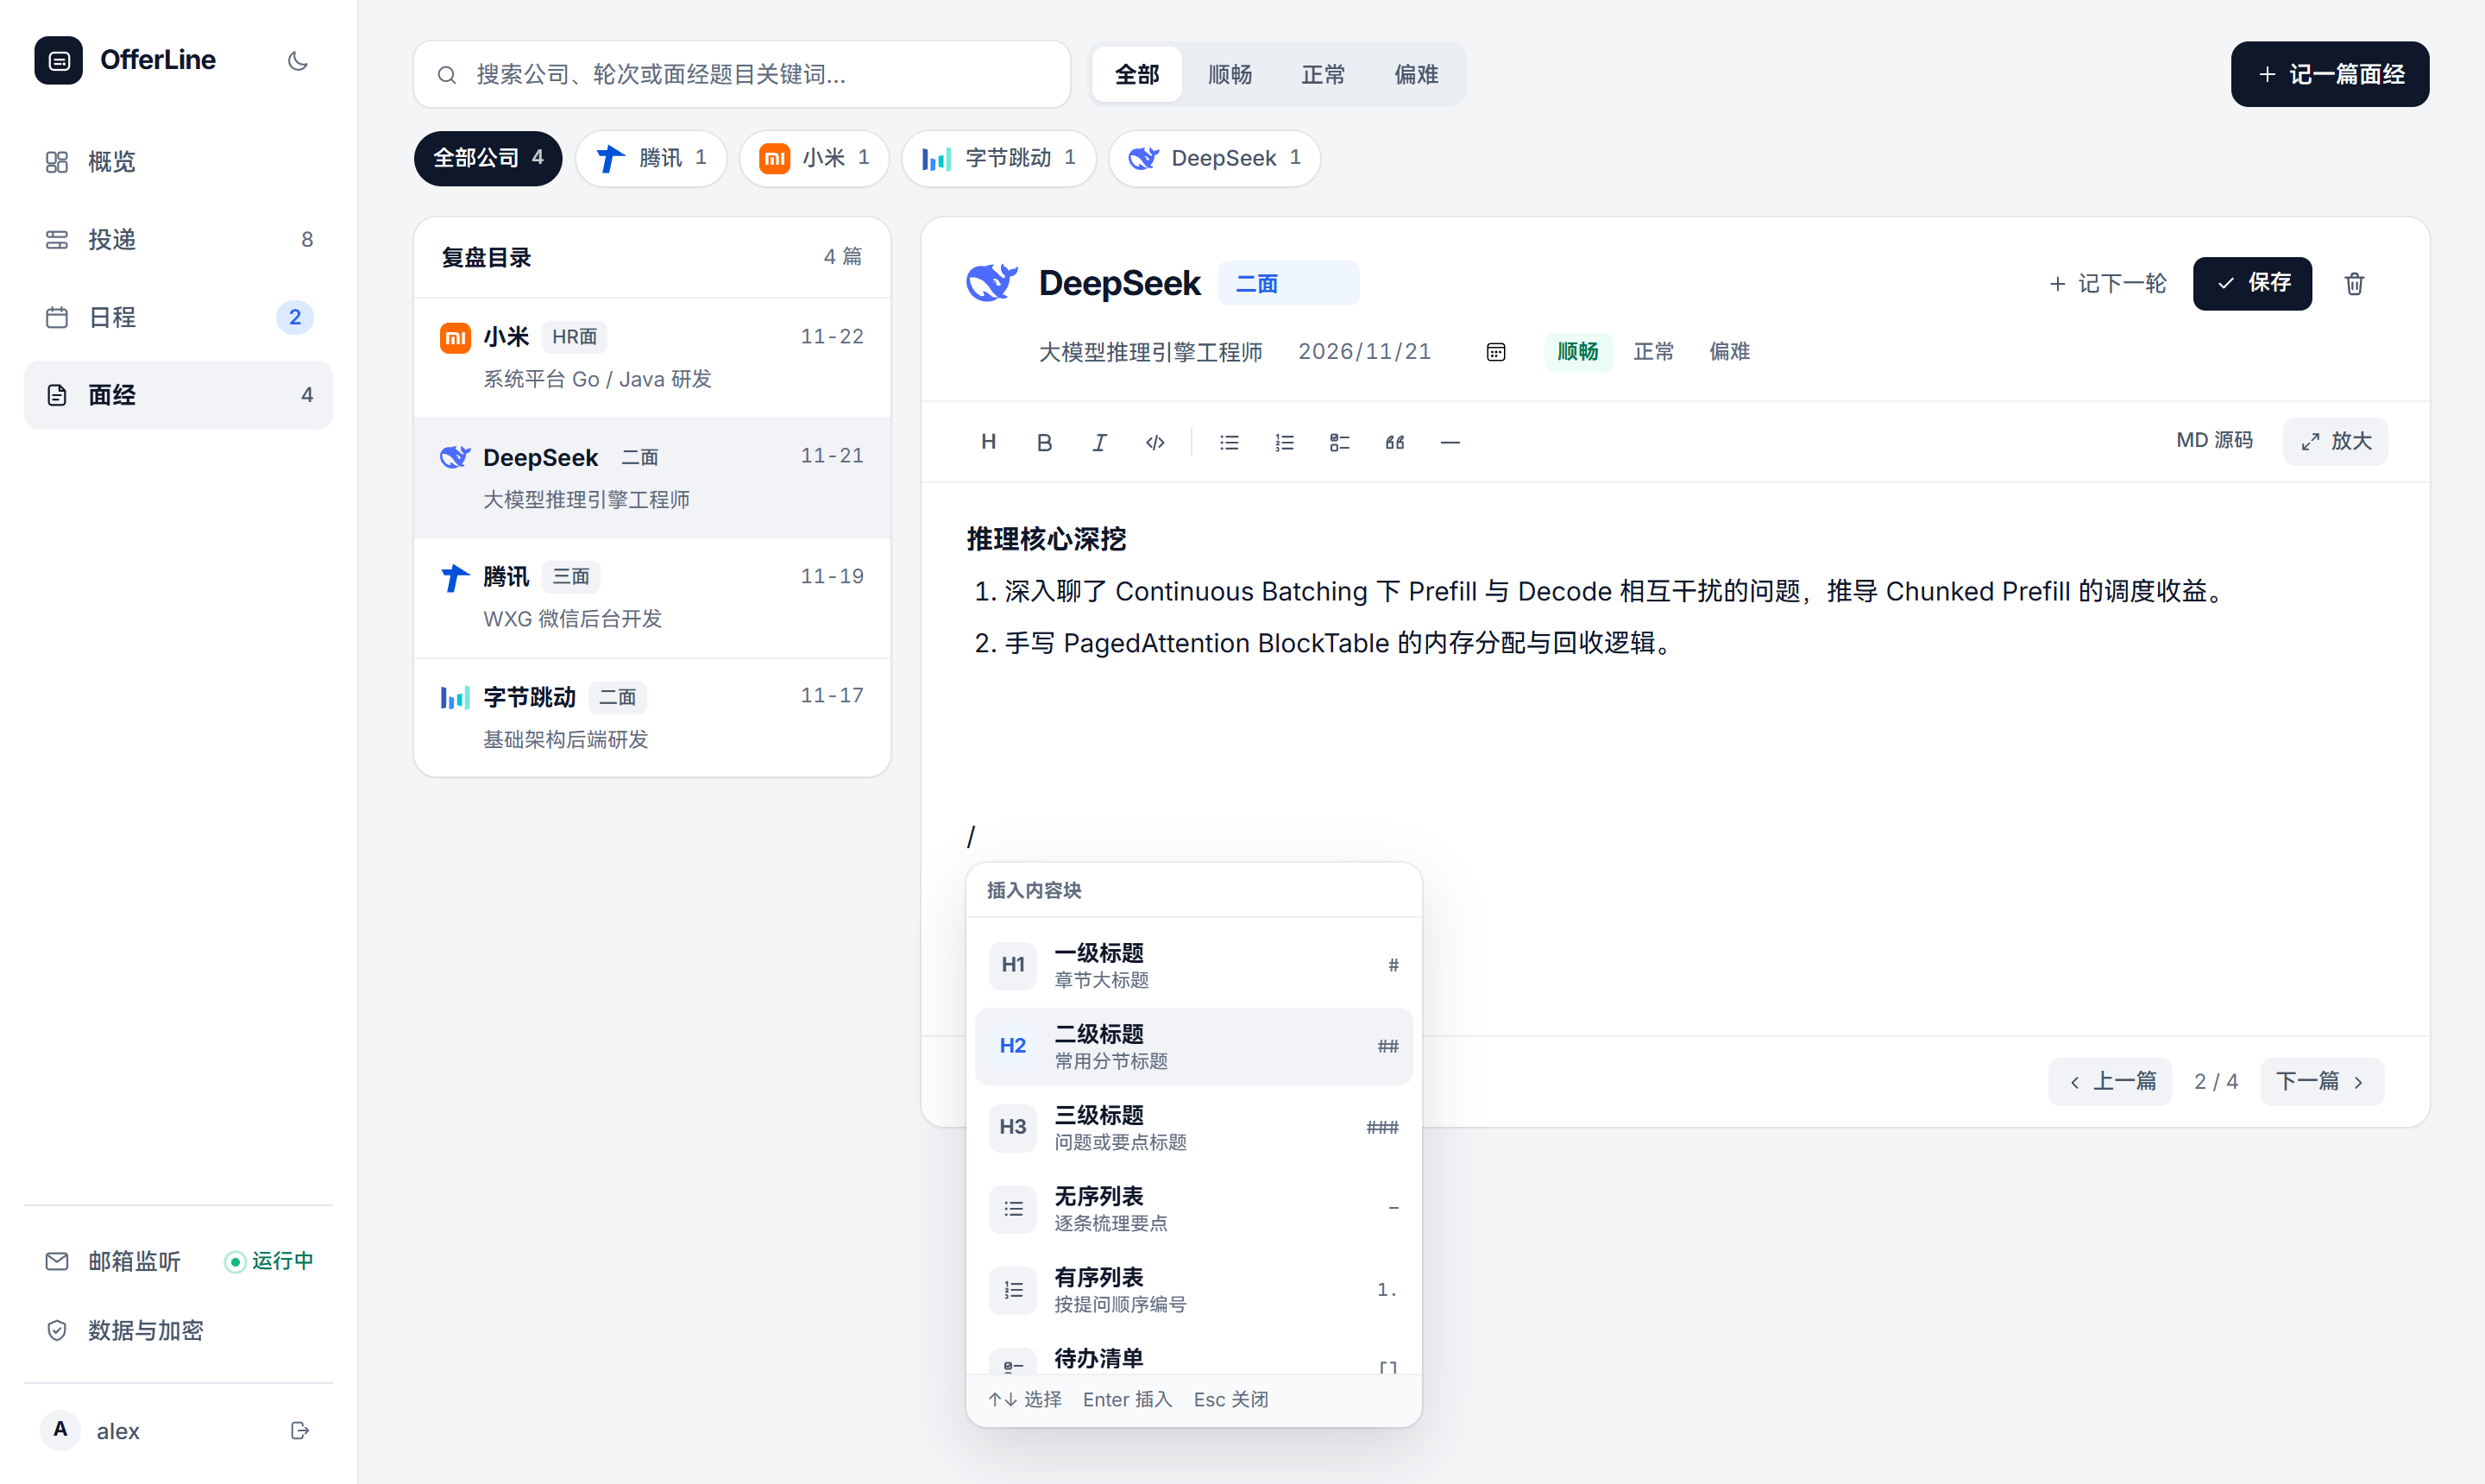 OfferLine
概览
投递 8
日程 2
面经 4
邮箱监听 运行中
数据与加密
A alex
搜索公司、轮次或面经题目关键词...
全部 顺畅 正常 偏难
+ 记一篇面经
全部公司 4 腾讯 1 小米 1 字节跳动 1 DeepSeek 1
复盘目录 4 篇
小米 HR面 11-22
系统平台 Go / Java 研发
DeepSeek 二面 11-21
大模型推理引擎工程师
腾讯 三面 11-19
WXG 微信后台开发
字节跳动 二面 11-17
基础架构后端研发
DeepSeek 二面
+ 记下一轮 保存
大模型推理引擎工程师 2026/11/21 顺畅 正常 偏难
H B I </> MD 源码 放大
推理核心深挖
1. 深入聊了 Continuous Batching 下 Prefill 与 Decode 相互干扰的问题，推导 Chunked Prefill 的调度收益。
2. 手写 PagedAttention BlockTable 的内存分配与回收逻辑。
/
插入内容块
H1 一级标题 #
章节大标题
H2 二级标题 ##
常用分节标题
H3 三级标题 ###
问题或要点标题
无序列表 -
逐条梳理要点
有序列表 1.
按提问顺序编号
待办清单 []
↑↓ 选择 Enter 插入 Esc 关闭
‹ 上一篇 2 / 4 下一篇 ›